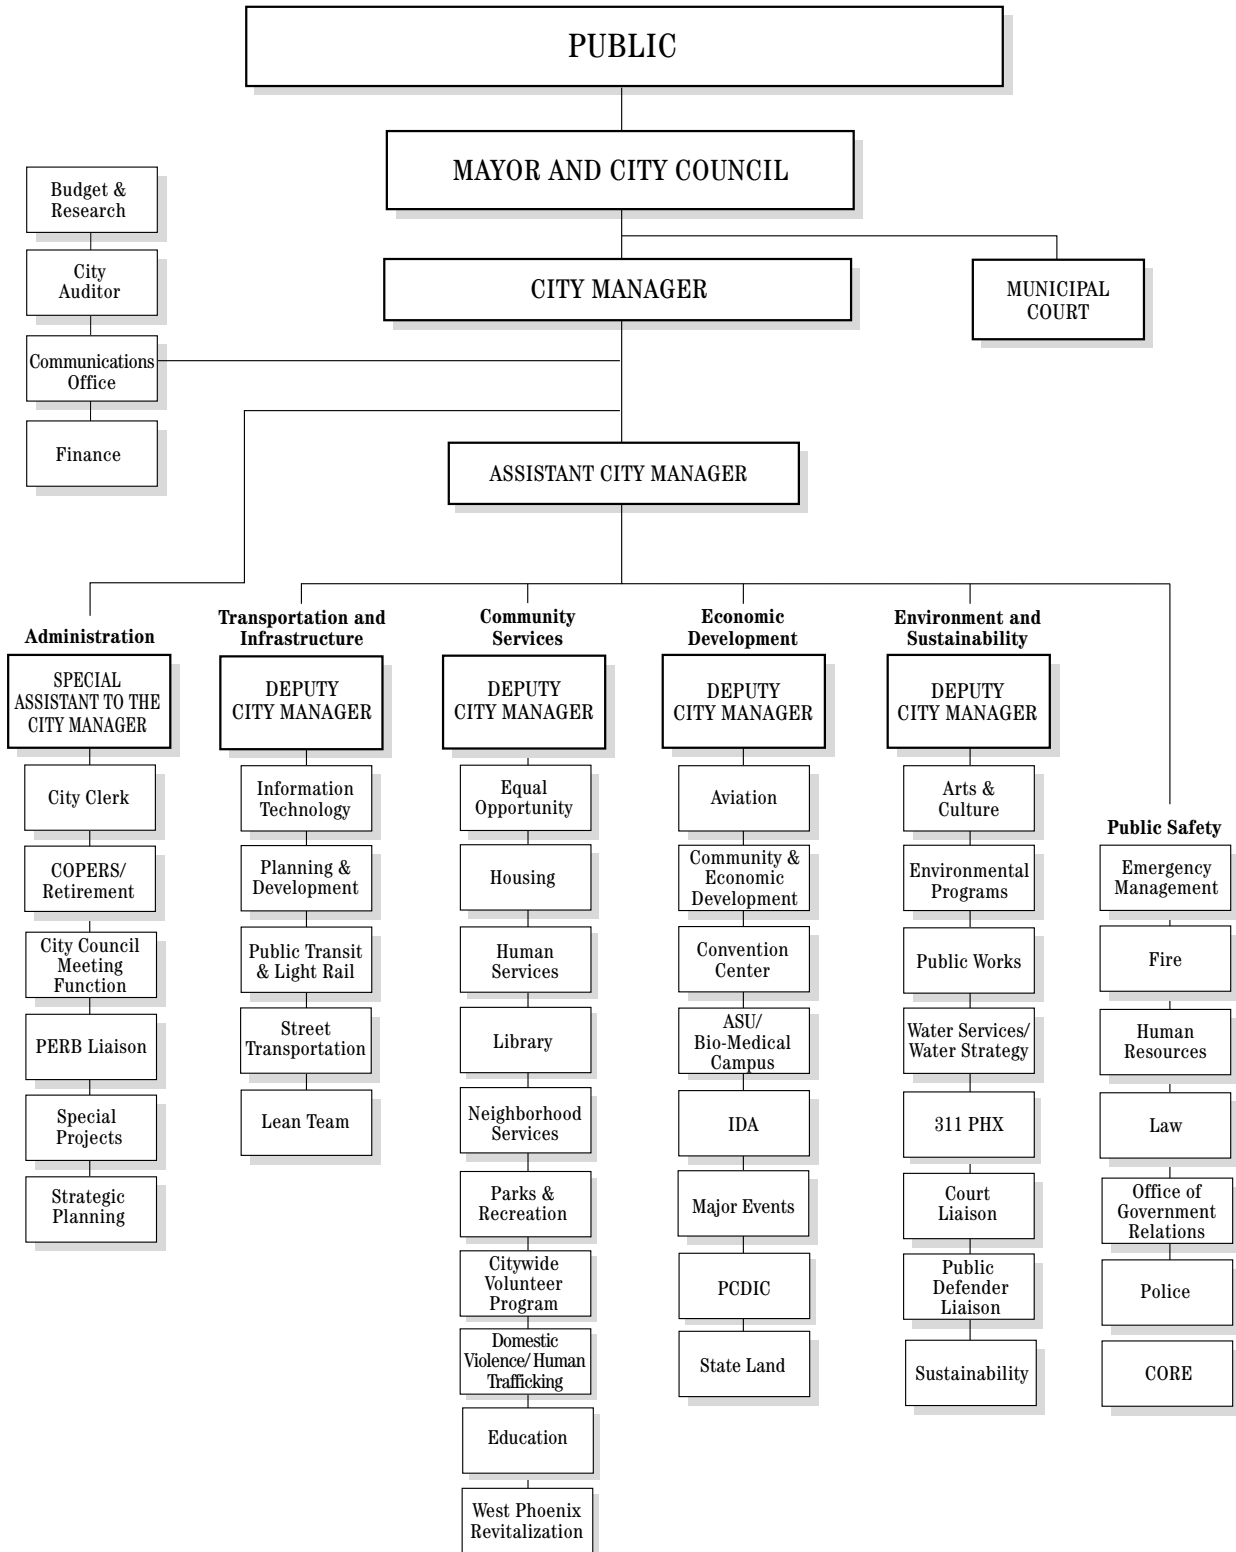 PUBLIC
MAYOR AND CITY COUNCIL
Budget &
Research
City
Auditor
Communications
Office
Finance
CITY MANAGER
MUNICIPAL
COURT
ASSISTANT CITY MANAGER
Administration
SPECIAL
ASSISTANT TO THE
CITY MANAGER
City Clerk
COPERS/
Retirement
City Council
Meeting
Function
PERB Liaison
Special
Projects
Strategic
Planning
Transportation and
Infrastructure
DEPUTY
CITY MANAGER
Information
Technology
Planning &
Development
Public Transit
& Light Rail
Street
Transportation
Lean Team
Community
Services
DEPUTY
CITY MANAGER
Equal
Opportunity
Housing
Human
Services
Library
Neighborhood
Services
Parks &
Recreation
Citywide
Volunteer
Program
Domestic
Violence/ Human
Trafficking
Education
West Phoenix
Revitalization
Economic
Development
DEPUTY
CITY MANAGER
Aviation
Community &
Economic
Development
Convention
Center
ASU/
Bio-Medical
Campus
IDA
Major Events
PCDIC
State Land
Environment and
Sustainability
DEPUTY
CITY MANAGER
Arts &
Culture
Environmental
Programs
Public Works
Water Services/
Water Strategy
311 PHX
Court
Liaison
Public
Defender
Liaison
Sustainability
Public Safety
Emergency
Management
Fire
Human
Resources
Law
Office of
Government
Relations
Police
CORE